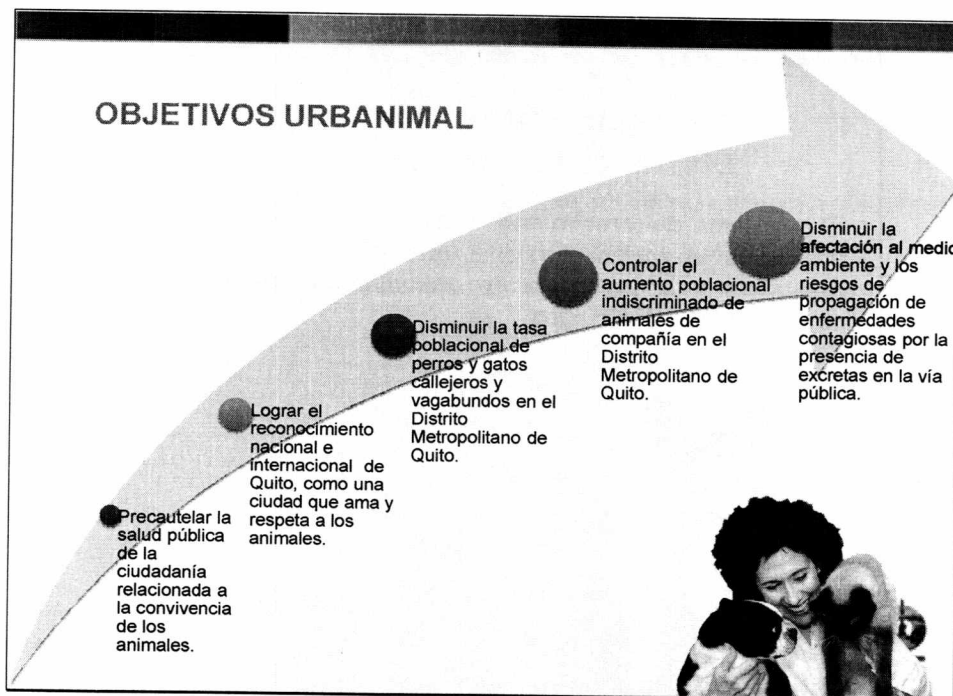 OBJETIVOS URBANIMAL
Precautelar la
salud pública
de la
ciudadanía
relacionada a
la convivencia
de los
animales.
Lograr el
reconocimiento
nacional e
internacional de
Quito, como una
ciudad que ama y
respeta a los
animales.
Disminuir la tasa
poblacional de
perros y gatos
callejeros y
vagabundos en el
Distrito
Metropolitano de
Quito.
Controlar el
aumento poblacional
indiscriminado de
animales de
compañía en el
Distrito
Metropolitano de
Quito.
Disminuir la
afectación al medio
ambiente y los
riesgos de
propagación de
enfermedades
contagiosas por la
presencia de
excretas en la vía
pública.